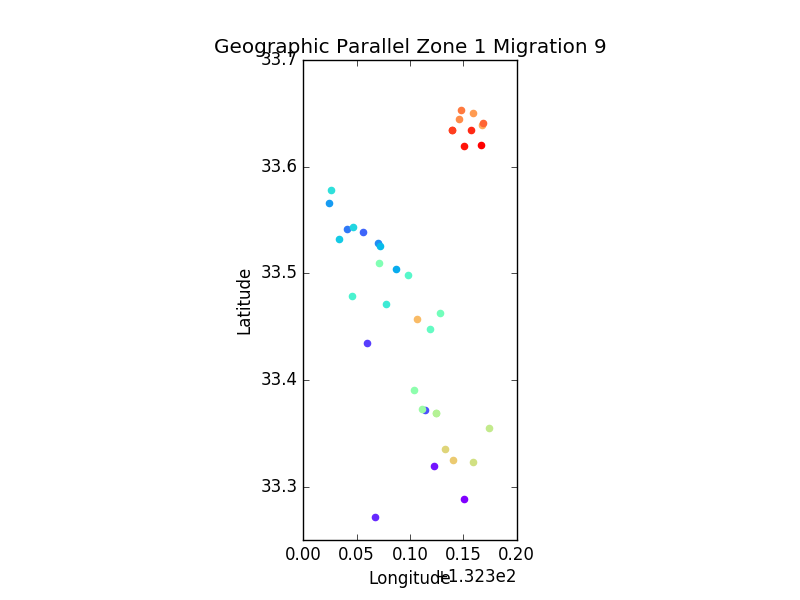 Geographic Parallel Zone 1 Migration 9
33.7
33.6
33.5
33.4
33.3
Latitude
0.00 0.05 0.10 0.15 0.20
Longitude
+1.323e2